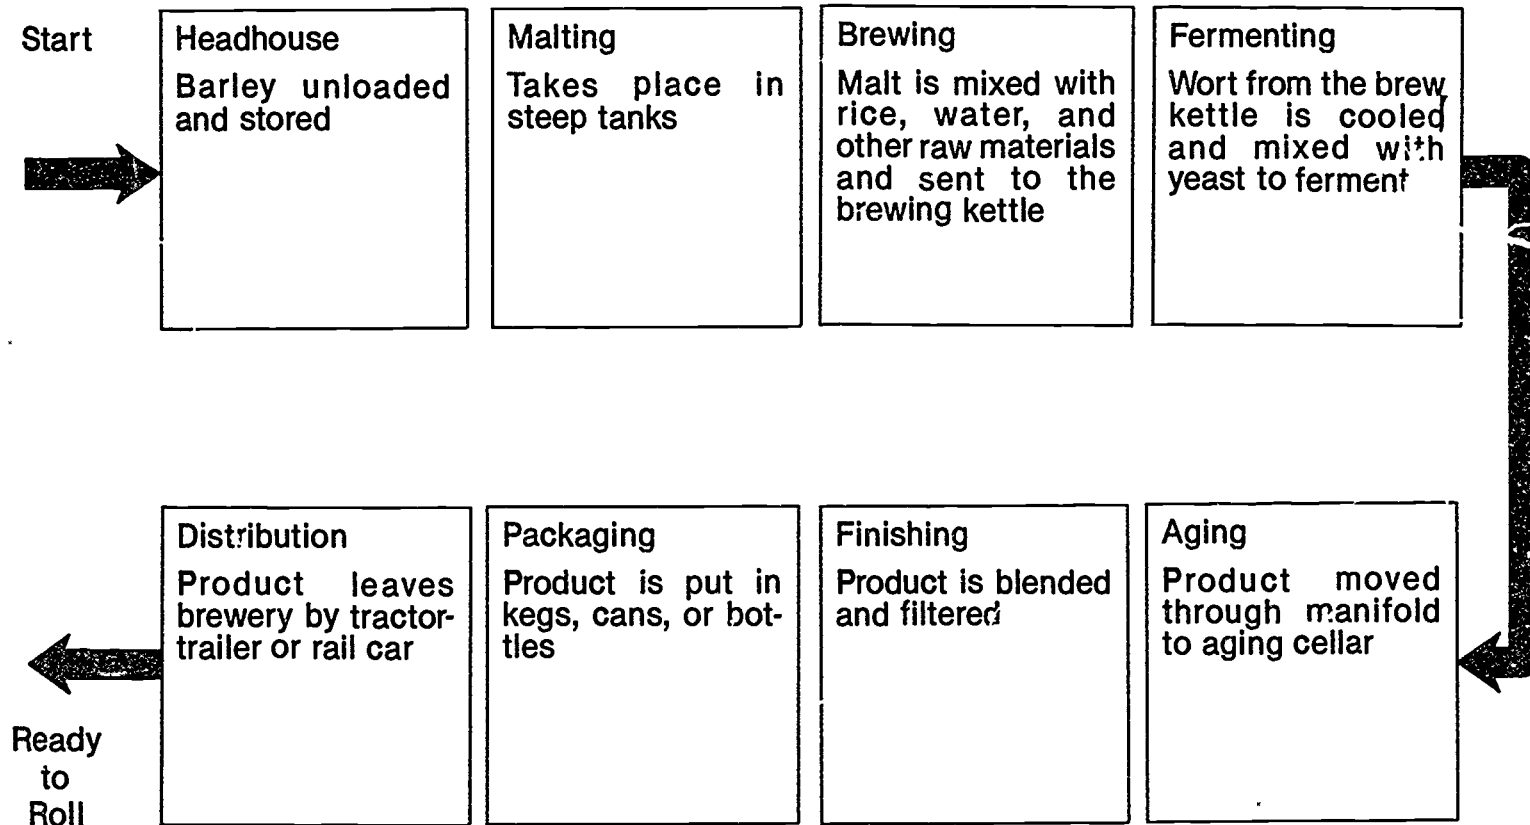 Start
Headhouse
Barley unloaded
and stored
Malting
Takes place in
steep tanks
Brewing
Malt is mixed with
rice, water, and
other raw materials
and sent to the
brewing kettle
Fermenting
Wort from the brew
kettle is cooled
and mixed with
yeast to ferment
Aging
Product moved
through manifold
to aging cellar
Finishing
Product is blended
and filtered
Packaging
Product is put in
kegs, cans, or bot-
tles
Distribution
Product leaves
brewery by tractor-
trailer or rail car
Ready
to
Roll